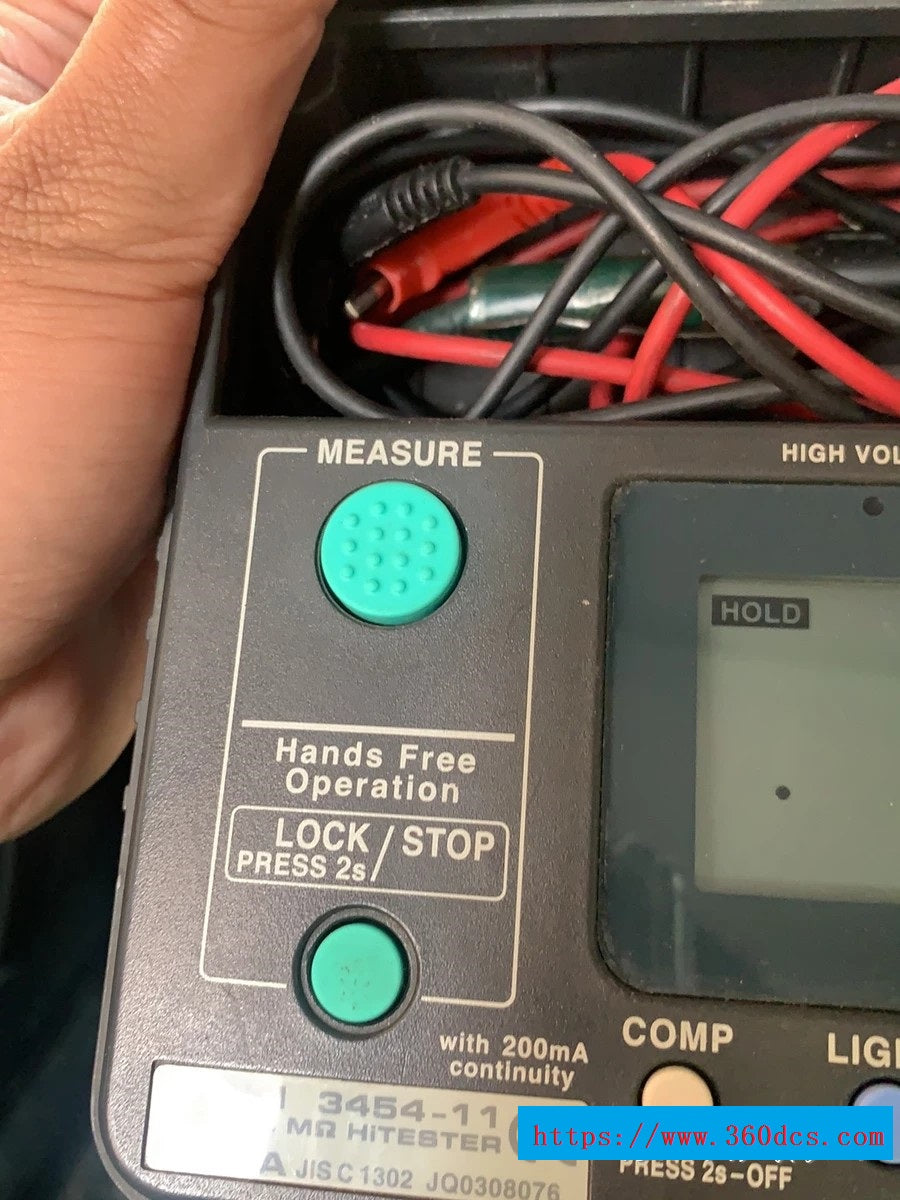 MEASURE
HIGH VOL
HOLD
Hands Free
Operation
LOCK / STOP
PRESS 2s
with 200mA
continuity
COMP
LIG
3454-11
MΩ HiTESTER
A JIS C 1302 JQ0308076
https://www.360dcs.com
PRESS 2s-OFF